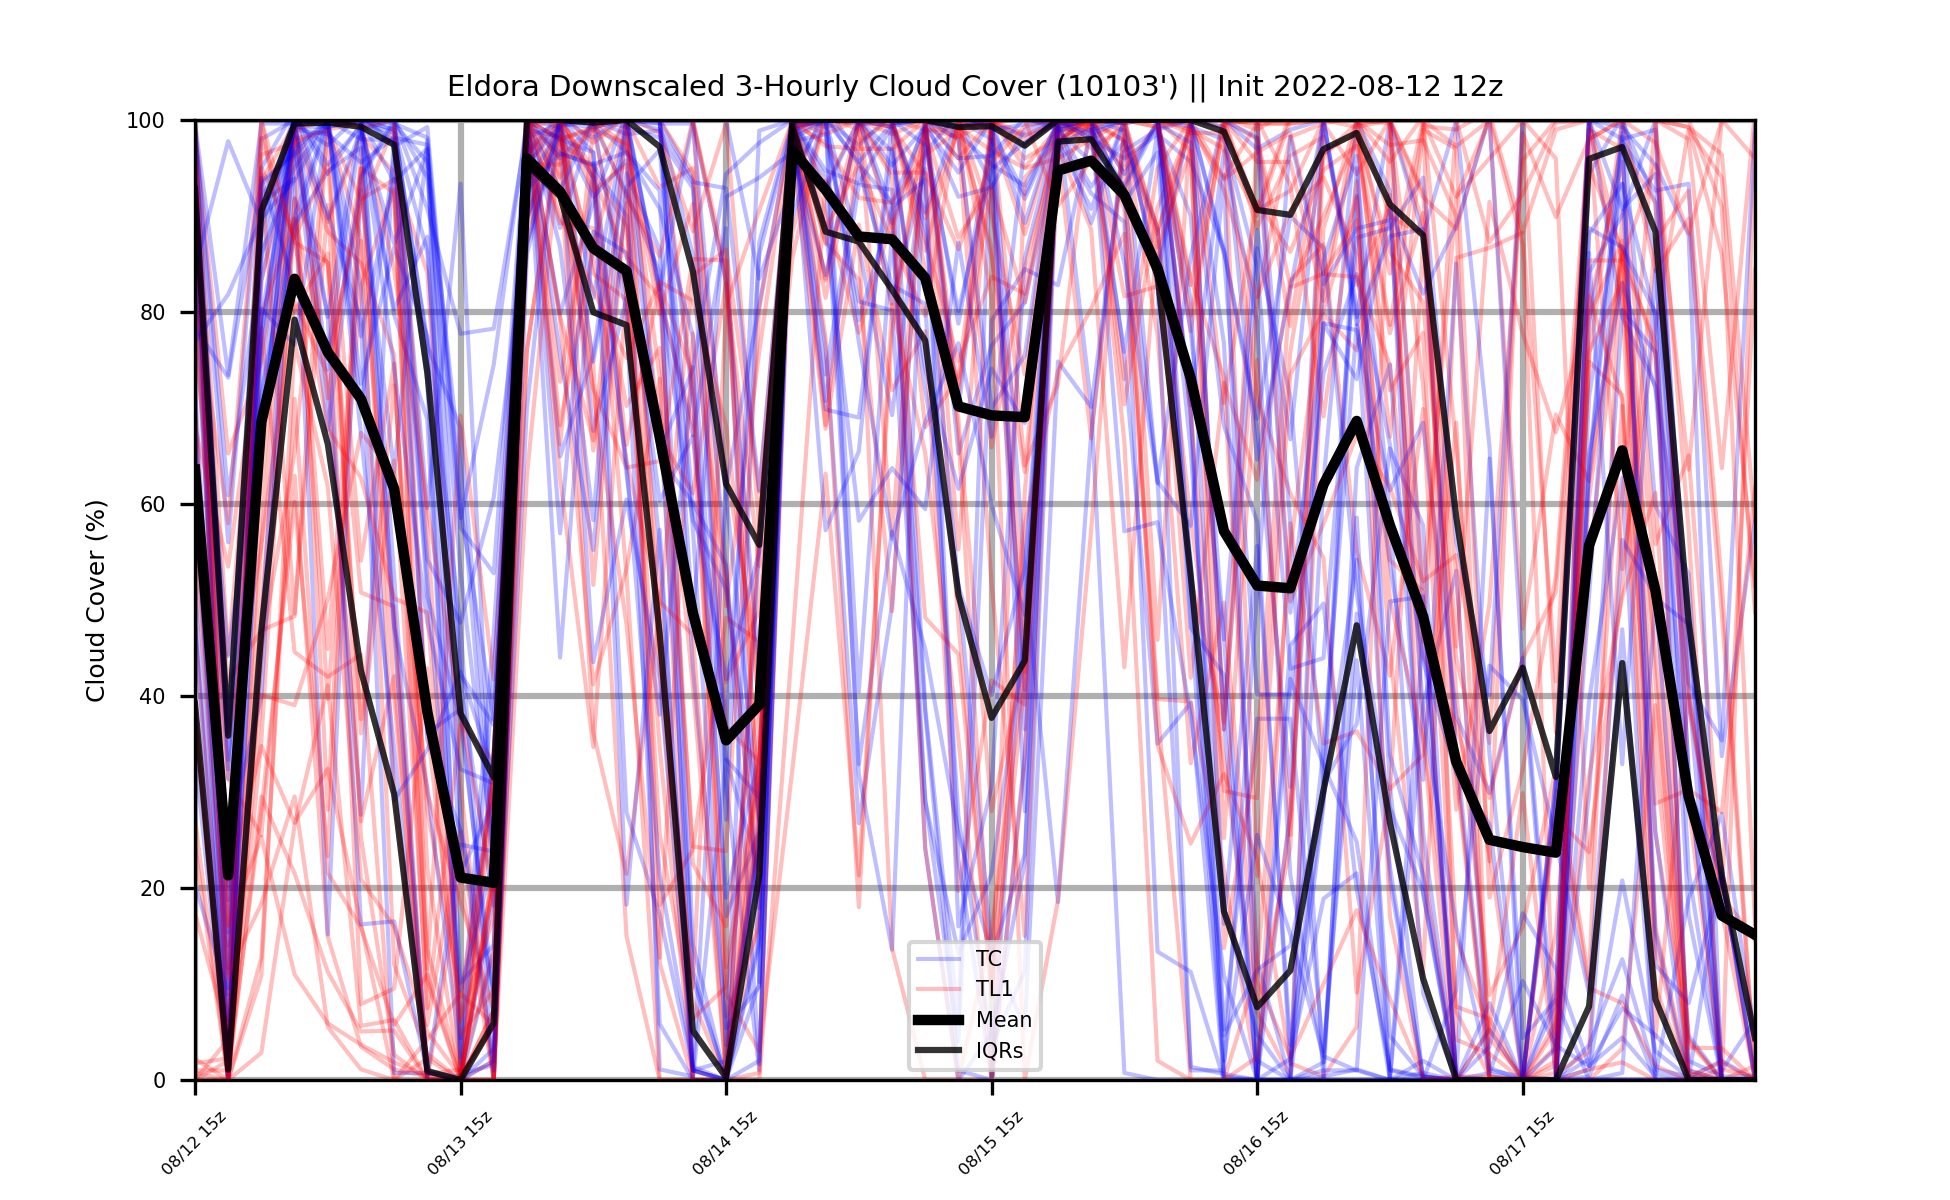 Eldora Downscaled 3-Hourly Cloud Cover (10103') || Init 2022-08-12 12z
Cloud Cover (%)
100
80
60
40
20
0
TC
TL1
Mean
IQRs
08/12 15z
08/13 15z
08/14 15z
08/15 15z
08/16 15z
08/17 15z